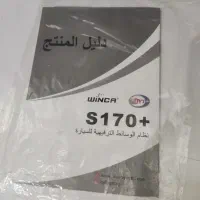 دليل المنتج
WINCA
S170+
نظام الوسائط الترفيهية للسيارة